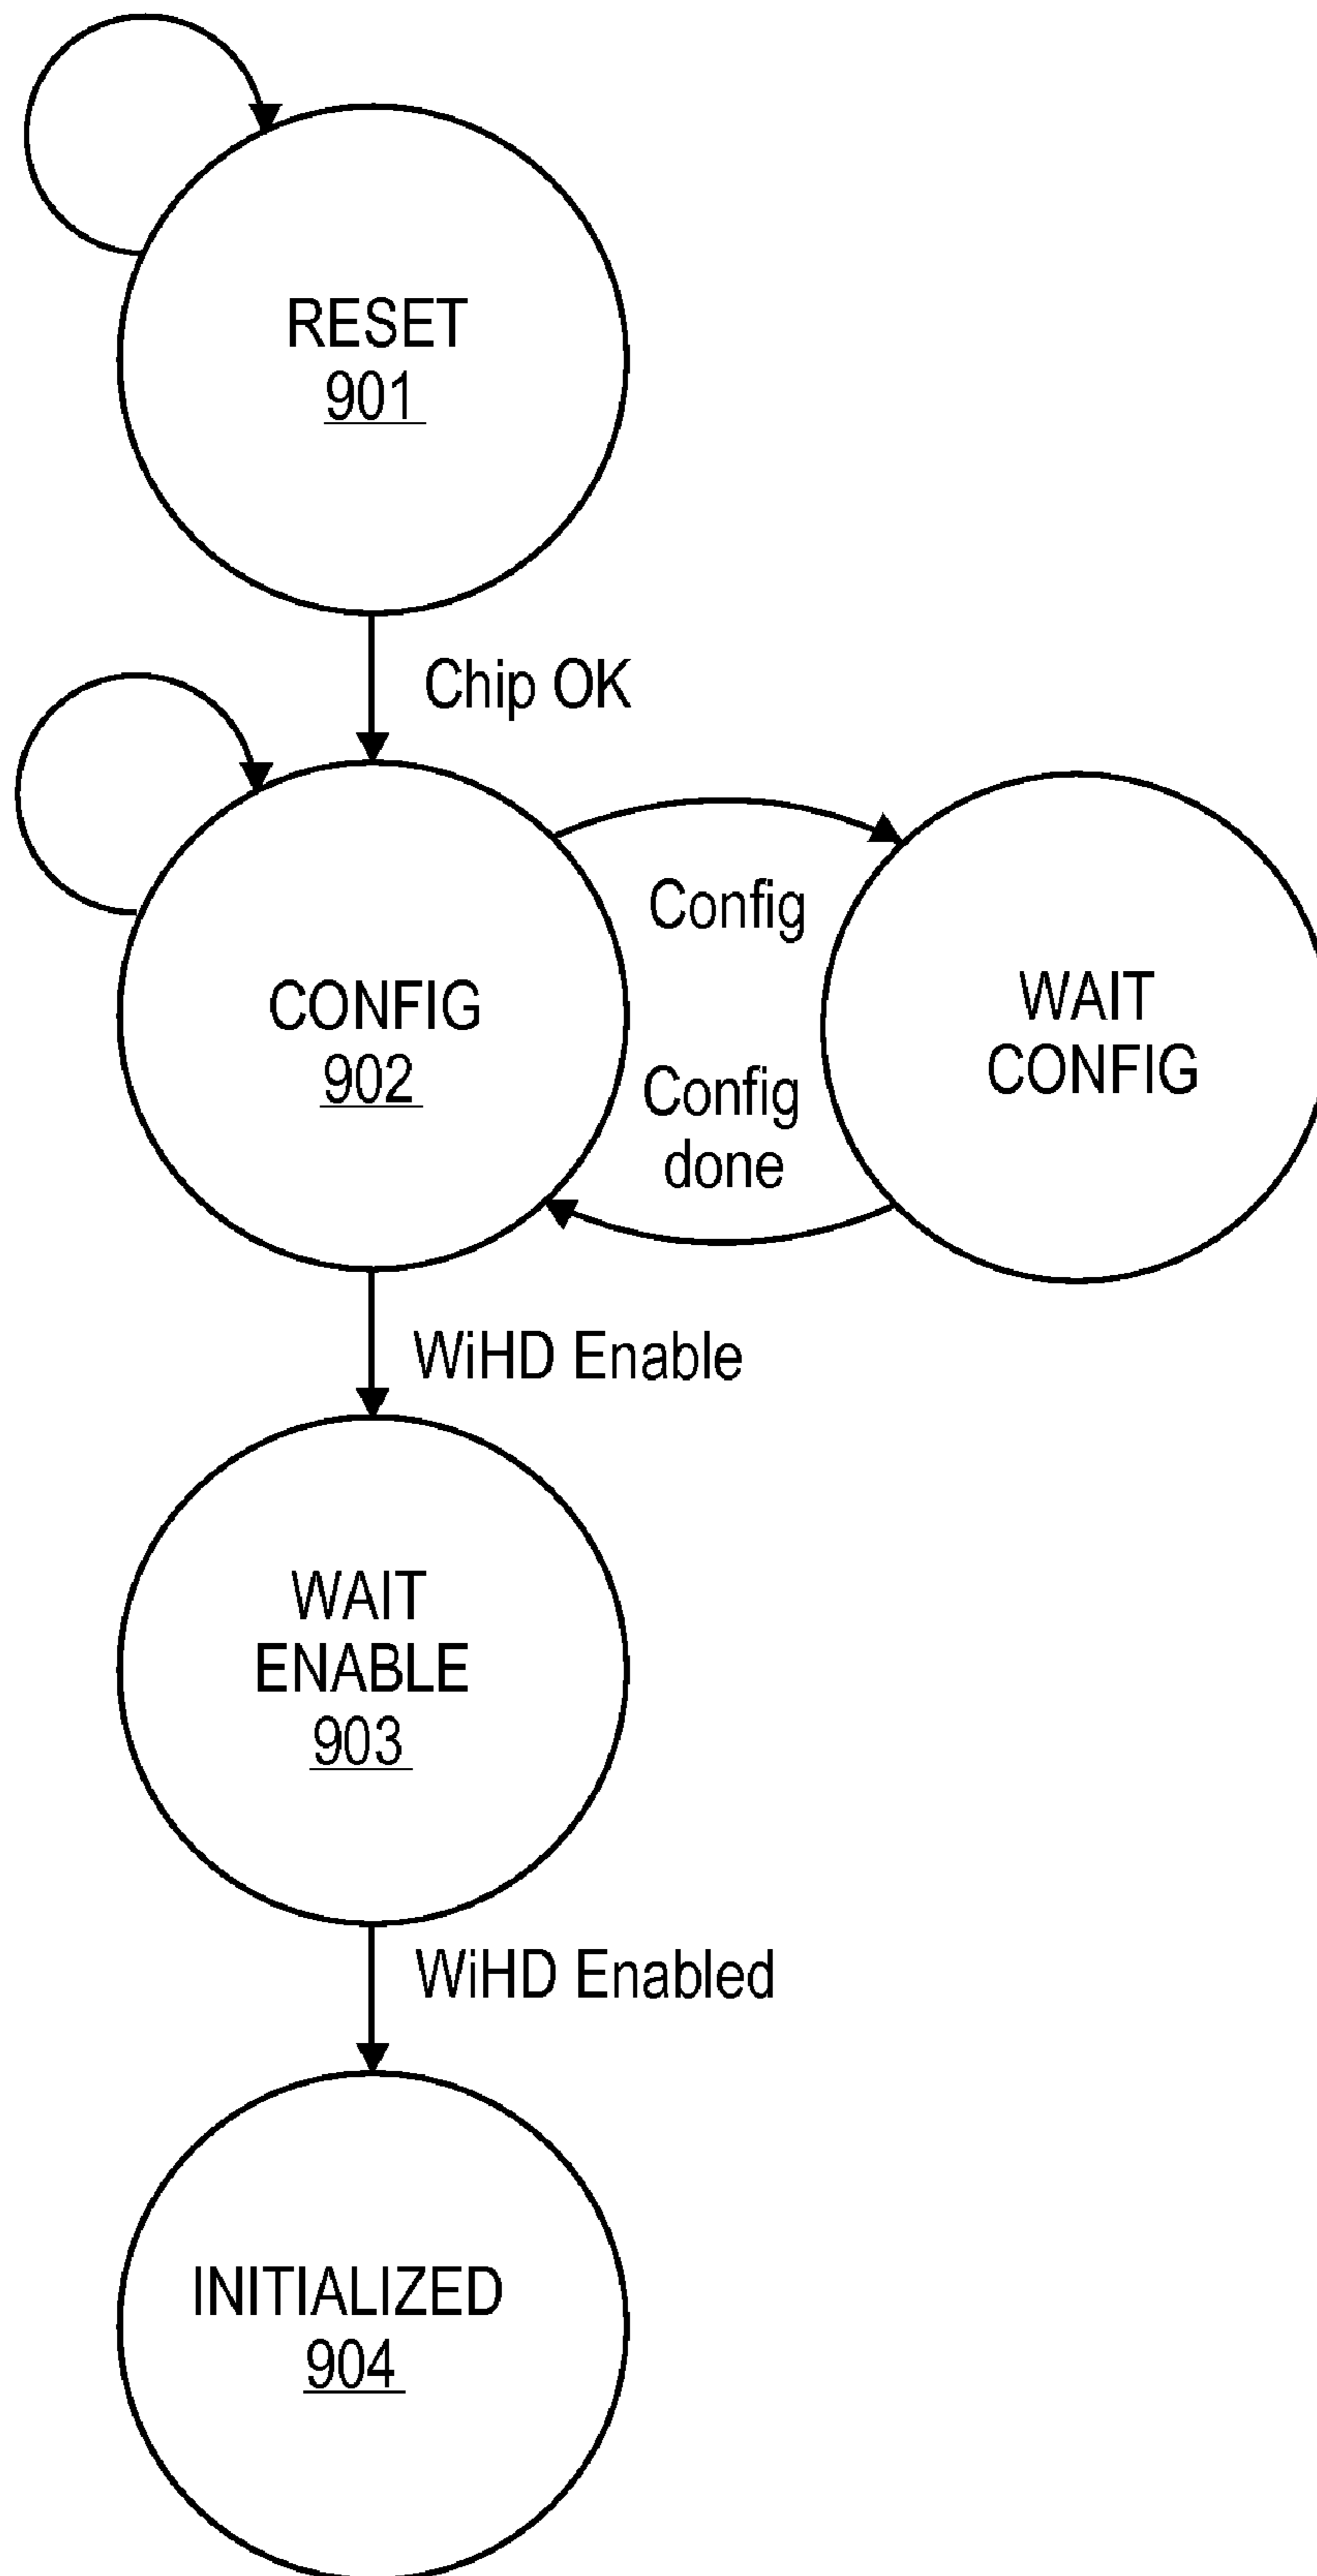 RESET
901
Chip OK
Config
CONFIG
902
WAIT
CONFIG
Config
done
WiHD Enable
WAIT
ENABLE
903
WiHD Enabled
INITIALIZED
904